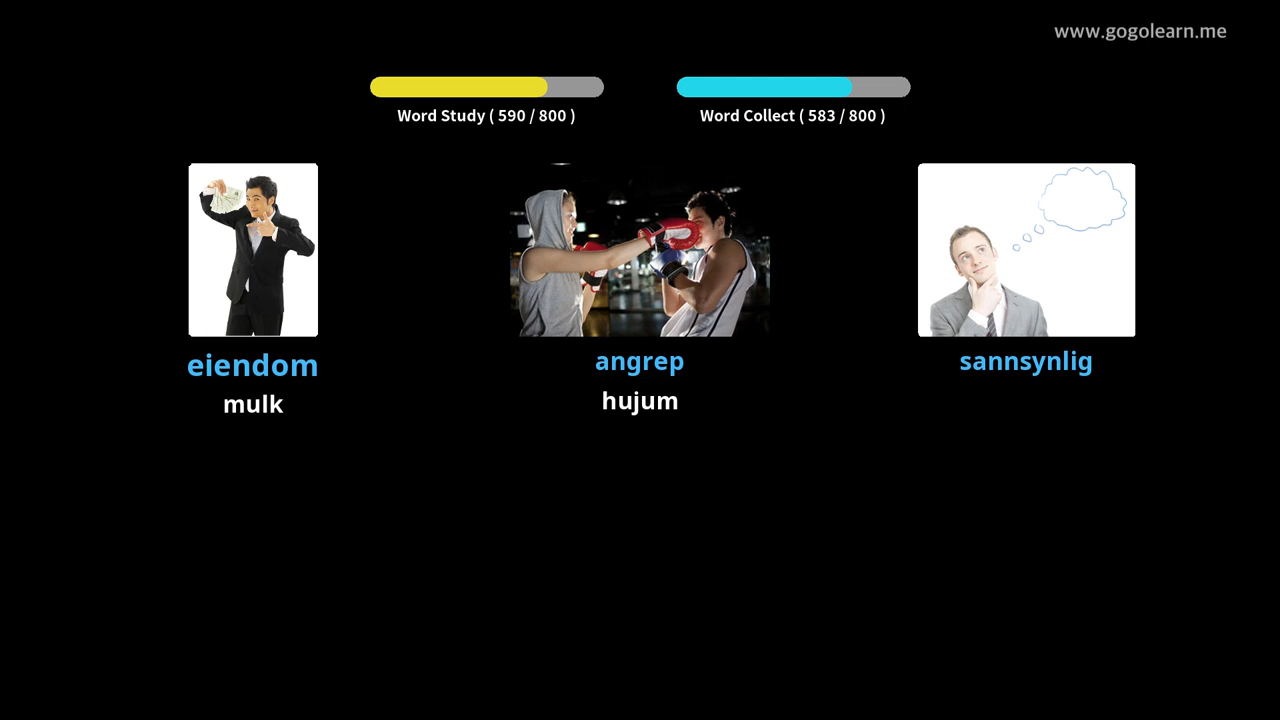 www.gogolearn.me
Word Study ( 590 / 800 )
Word Collect ( 583 / 800 )
eiendom
angrep
sannsynlig
mulk
hujum